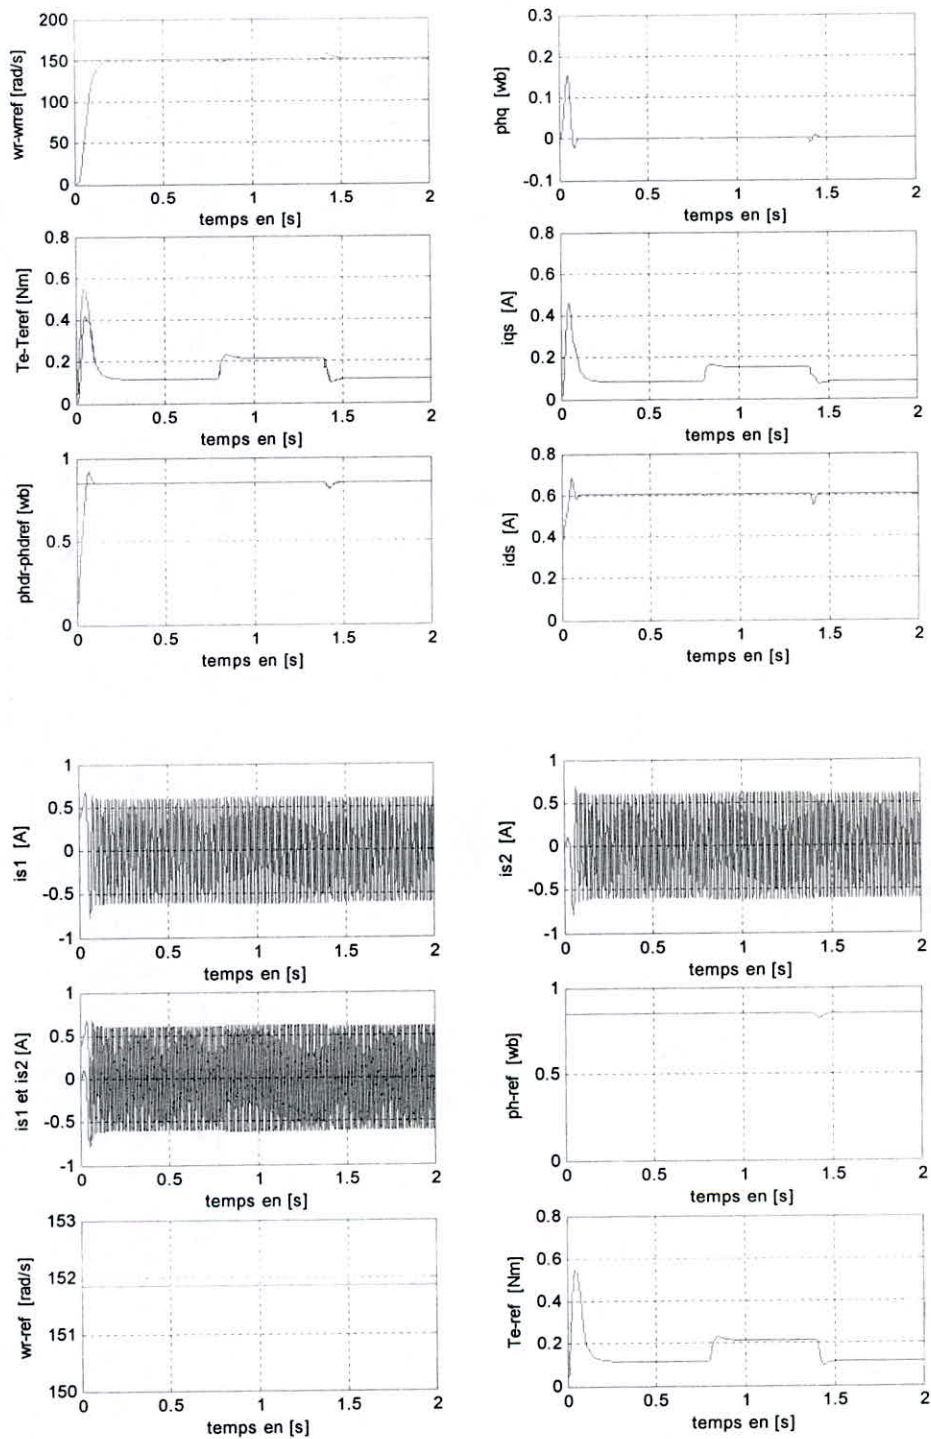 200
150
100
50
0
wr-wrref [rad/s]
0 0.5 1 1.5 2
temps en [s]
0.3
0.2
0.1
0
-0.1
phq [wb]
0 0.5 1 1.5 2
temps en [s]
0.8
0.6
0.4
0.2
0
Te-Teref [Nm]
0 0.5 1 1.5 2
temps en [s]
0.8
0.6
0.4
0.2
0
iqs [A]
0 0.5 1 1.5 2
temps en [s]
1
0.5
0
phdr-phdref [wb]
0 0.5 1 1.5 2
temps en [s]
0.8
0.6
0.4
0.2
0
ids [A]
0 0.5 1 1.5 2
temps en [s]
1
0.5
0
-0.5
-1
is1 [A]
0 0.5 1 1.5 2
temps en [s]
1
0.5
0
-0.5
-1
is2 [A]
0 0.5 1 1.5 2
temps en [s]
1
0.5
0
-0.5
-1
is1 et is2 [A]
0 0.5 1 1.5 2
temps en [s]
1
0.5
0
ph-ref [wb]
0 0.5 1 1.5 2
temps en [s]
153
152
151
150
wr-ref [rad/s]
0 0.5 1 1.5 2
temps en [s]
0.8
0.6
0.4
0.2
0
Te-ref [Nm]
0 0.5 1 1.5 2
temps en [s]